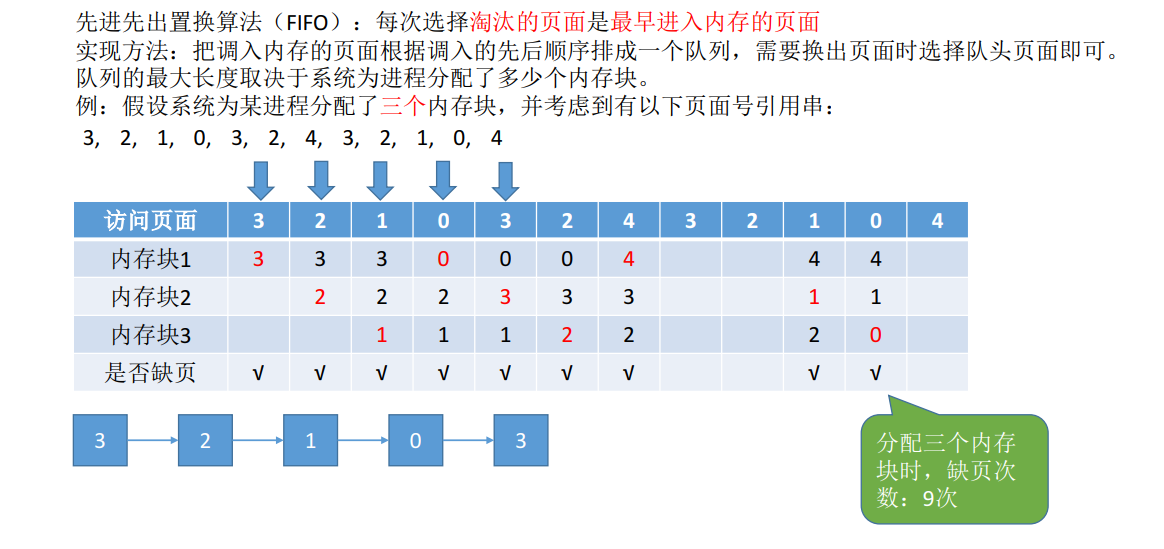 先进先出置换算法（FIFO）：每次选择淘汰的页面是最早进入内存的页面
实现方法：把调入内存的页面根据调入的先后顺序排成一个队列，需要换出页面时选择队头页面即可。
队列的最大长度取决于系统为进程分配了多少个内存块。
例：假设系统为某进程分配了三个内存块，并考虑到有以下页面号引用串：
3, 2, 1, 0, 3, 2, 4, 3, 2, 1, 0, 4
访问页面 3 2 1 0 3 2 4 3 2 1 0 4
内存块1 3 3 3 0 0 0 4 4 4
内存块2 2 2 2 3 3 3 1 1
内存块3 1 1 1 2 2 2 0
是否缺页 √ √ √ √ √ √ √ √ √
3 2 1 0 3
分配三个内存
块时，缺页次
数：9次